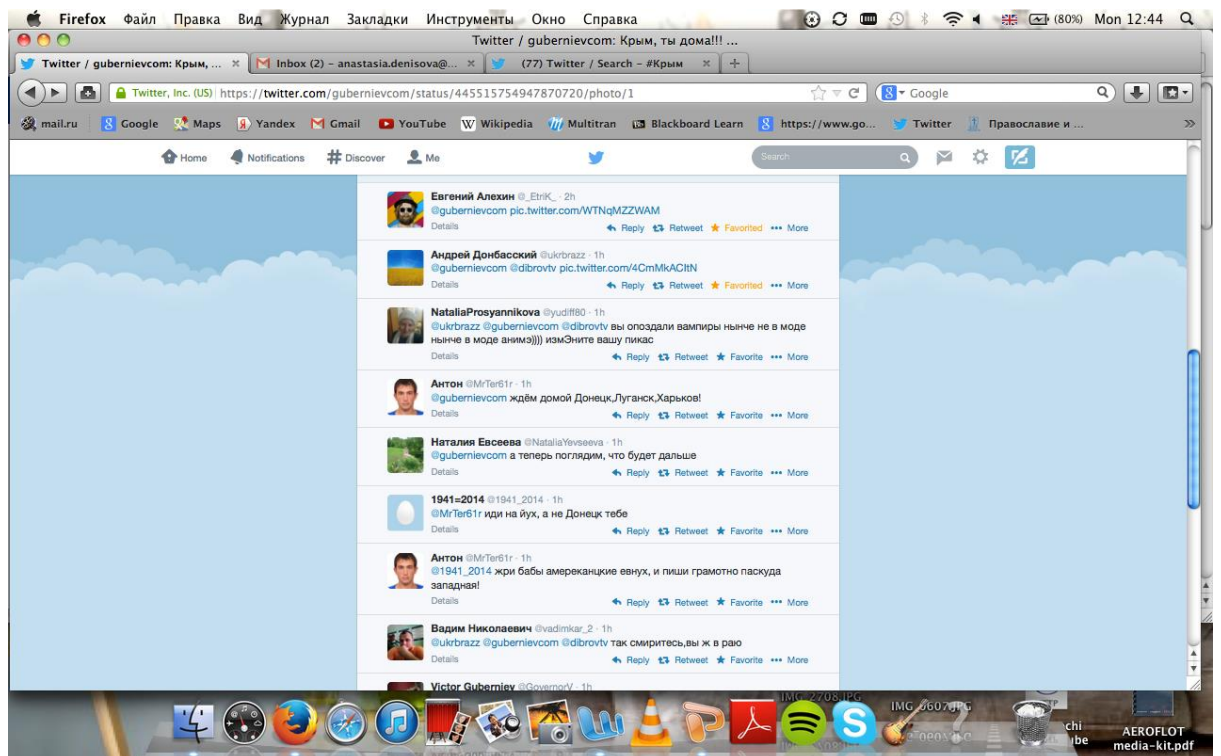 Firefox Файл Правка Вид Журнал Закладки Инструменты Окно Справка (80%) Mon 12:44
Twitter / gubernievcom: Крым, ты дома!!! ...
Twitter / gubernievcom: Крым, ... Inbox (2) – anastasia.denisova@... (77) Twitter / Search – #Крым
Twitter, Inc. (US) https://twitter.com/gubernievcom/status/445515754947870720/photo/1 Google
mail.ru Google Maps Yandex Gmail YouTube Wikipedia Multitran Blackboard Learn https://www.go... Twitter Православие и ...
Home Notifications Discover Me Search
Евгений Алехин @_EtriK_ · 2h
@gubernievcom pic.twitter.com/WTNqMZZWAM
Details Reply Retweet Favorited More
Андрей Донбасский @ukrbrazz · 1h
@gubernievcom @dibrovtv pic.twitter.com/4CmMkACItN
Details Reply Retweet Favorited More
NataliaProsyannikova @yudiff80 · 1h
@ukrbrazz @gubernievcom @dibrovtv вы опоздали вампиры нынче не в моде
нынче в моде анимэ)))) измЭните вашу пикас
Details Reply Retweet Favorite More
Антон @MrTer61r · 1h
@gubernievcom ждём домой Донецк,Луганск,Харьков!
Details Reply Retweet Favorite More
Наталия Евсеева @NataliaYevseeva · 1h
@gubernievcom а теперь поглядим, что будет дальше
Details Reply Retweet Favorite More
1941=2014 @1941_2014 · 1h
@MrTer61r иди на йух, а не Донецк тебе
Details Reply Retweet Favorite More
Антон @MrTer61r · 1h
@1941_2014 жри бабы амереканцкие евнух, и пиши грамотно паскуда
западная!
Details Reply Retweet Favorite More
Вадим Николаевич @vadimkar_2 · 1h
@ukrbrazz @gubernievcom @dibrovtv так смиритесь,вы ж в раю
Details Reply Retweet Favorite More
Victor Guberniev @GovernorV · 1h
IMG_2708.JPG
IMG_0607.JPG
AEROFLOT
media-kit.pdf